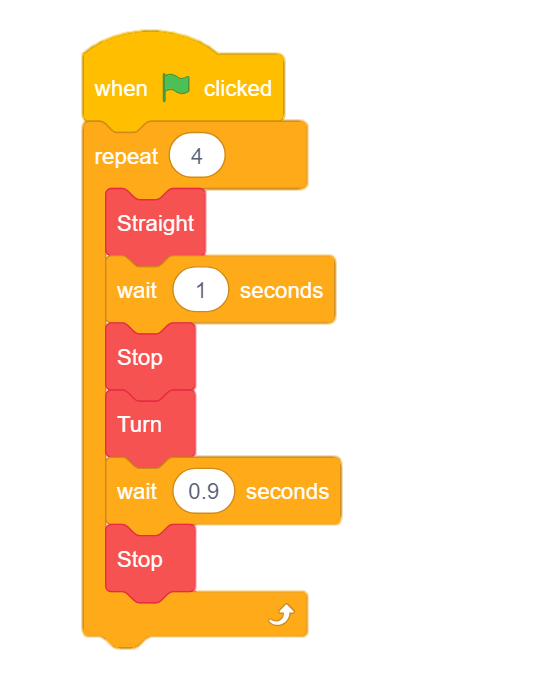 when clicked
repeat 4
Straight
wait 1 seconds
Stop
Turn
wait 0.9 seconds
Stop